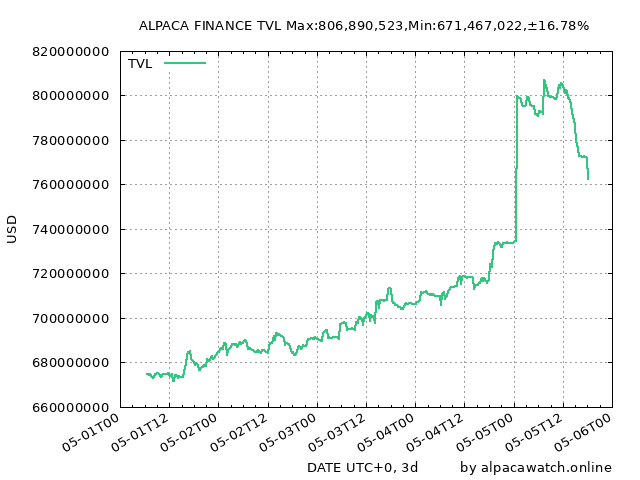 ALPACA FINANCE TVL Max:806,890,523,Min:671,467,022,±16.78%
820000000
TVL
800000000
780000000
760000000
740000000
USD
720000000
700000000
680000000
660000000
05-01T00
05-01T12
05-02T00
05-02T12
05-03T00
05-03T12
05-04T00
05-04T12
05-05T00
05-05T12
05-06T00
DATE UTC+0, 3d
by alpacawatch.online